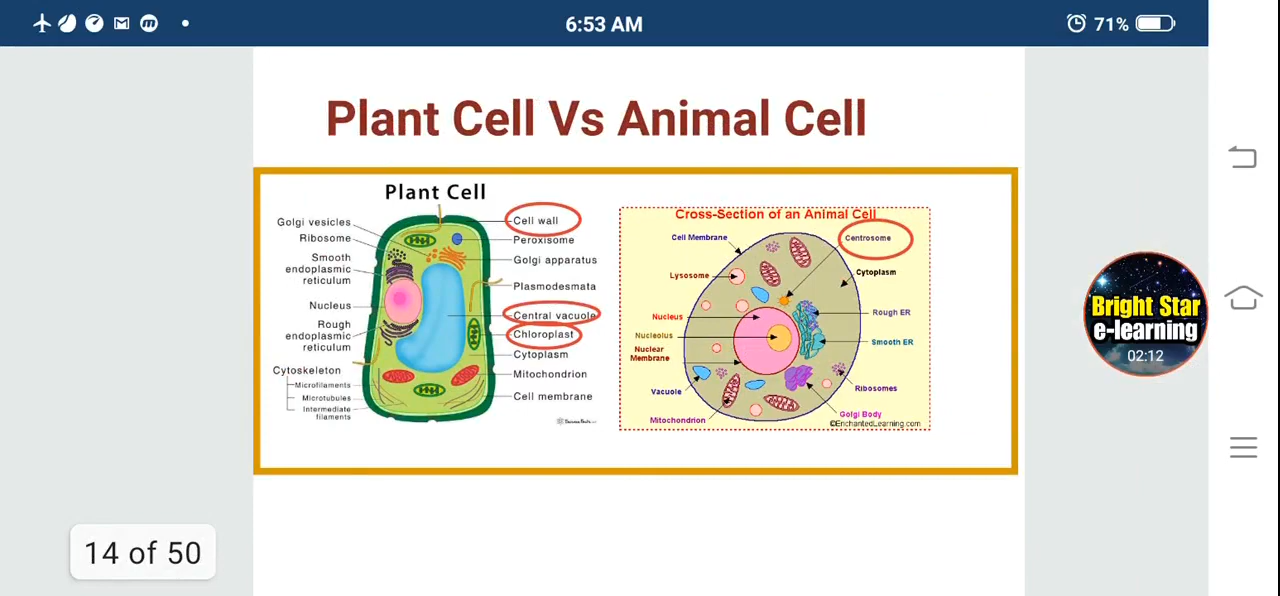 6:53 AM
71%
Plant Cell Vs Animal Cell
Plant Cell
Golgi vesicles
Ribosome
Smooth
endoplasmic
reticulum
Nucleus
Rough
endoplasmic
reticulum
Cytoskeleton
Microfilaments
Microtubules
Intermediate
filaments
Cell wall
Peroxisome
Golgi apparatus
Plasmodesmata
Central vacuole
Chloroplast
Cytoplasm
Mitochondrion
Cell membrane
Cross-Section of an Animal Cell
Cell Membrane
Centrosome
Lysosome
Cytoplasm
Nucleus
Rough ER
Nucleolus
Smooth ER
Nuclear
Membrane
Vacuole
Ribosomes
Mitochondrion
Golgi Body
©EnchantedLearning.com
Bright Star
e-learning
02:12
14 of 50